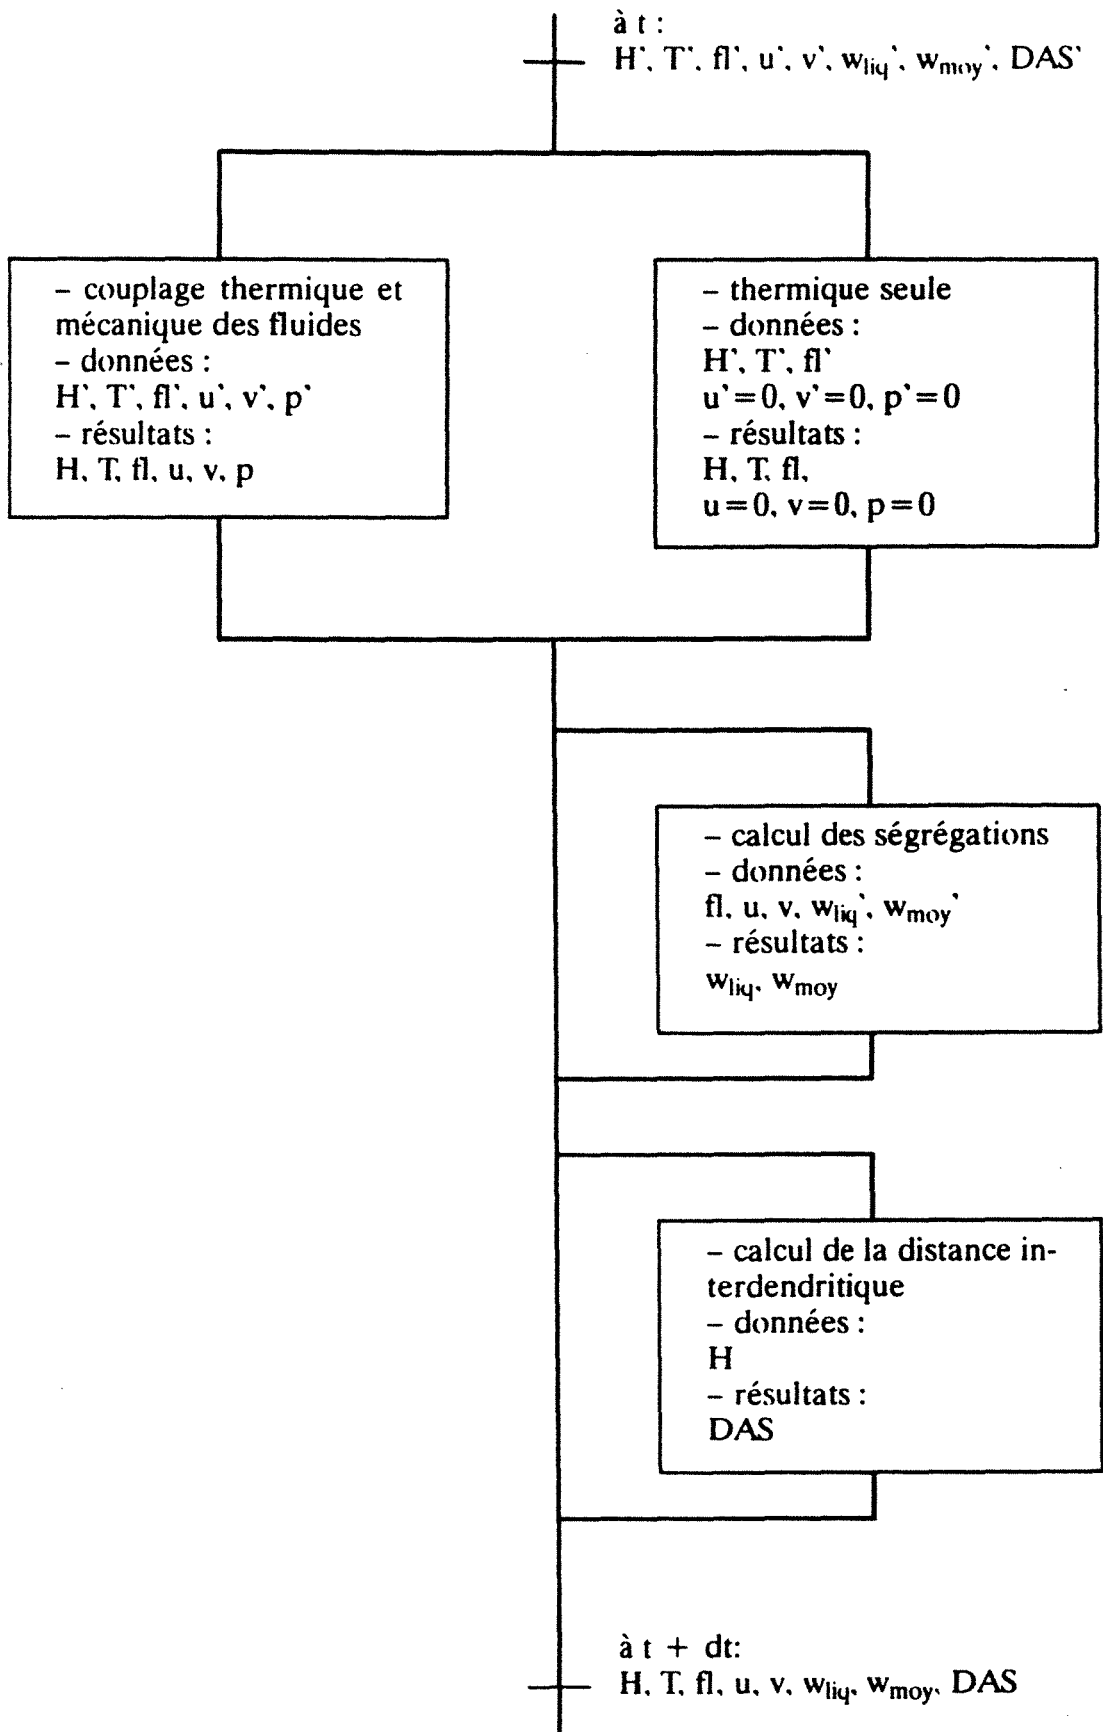 à t :
H', T', fl', u', v', wliq', wmoy', DAS'
– couplage thermique et
mécanique des fluides
– données :
H', T', fl', u', v', p'
– résultats :
H, T, fl, u, v, p
– thermique seule
– données :
H', T', fl'
u'=0, v'=0, p'=0
– résultats :
H, T, fl,
u=0, v=0, p=0
– calcul des ségrégations
– données :
fl, u, v, wliq', wmoy'
– résultats :
wliq, wmoy
– calcul de la distance in-
terdendritique
– données :
H
– résultats :
DAS
à t + dt:
H, T, fl, u, v, wliq, wmoy, DAS